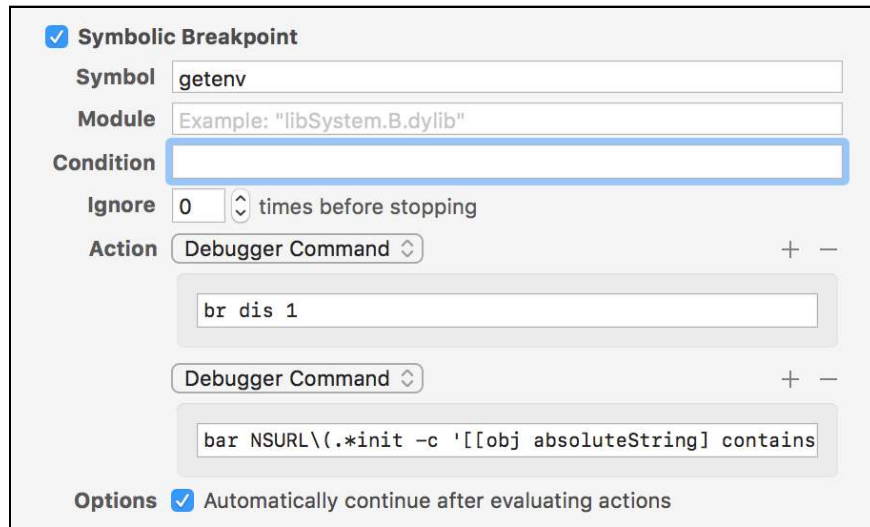 Symbolic Breakpoint
Symbol getenv
Module Example: "libSystem.B.dylib"
Condition
Ignore 0 times before stopping
Action Debugger Command
br dis 1
Debugger Command
bar NSURL\(.*init -c '[[obj absoluteString] contains
Options Automatically continue after evaluating actions